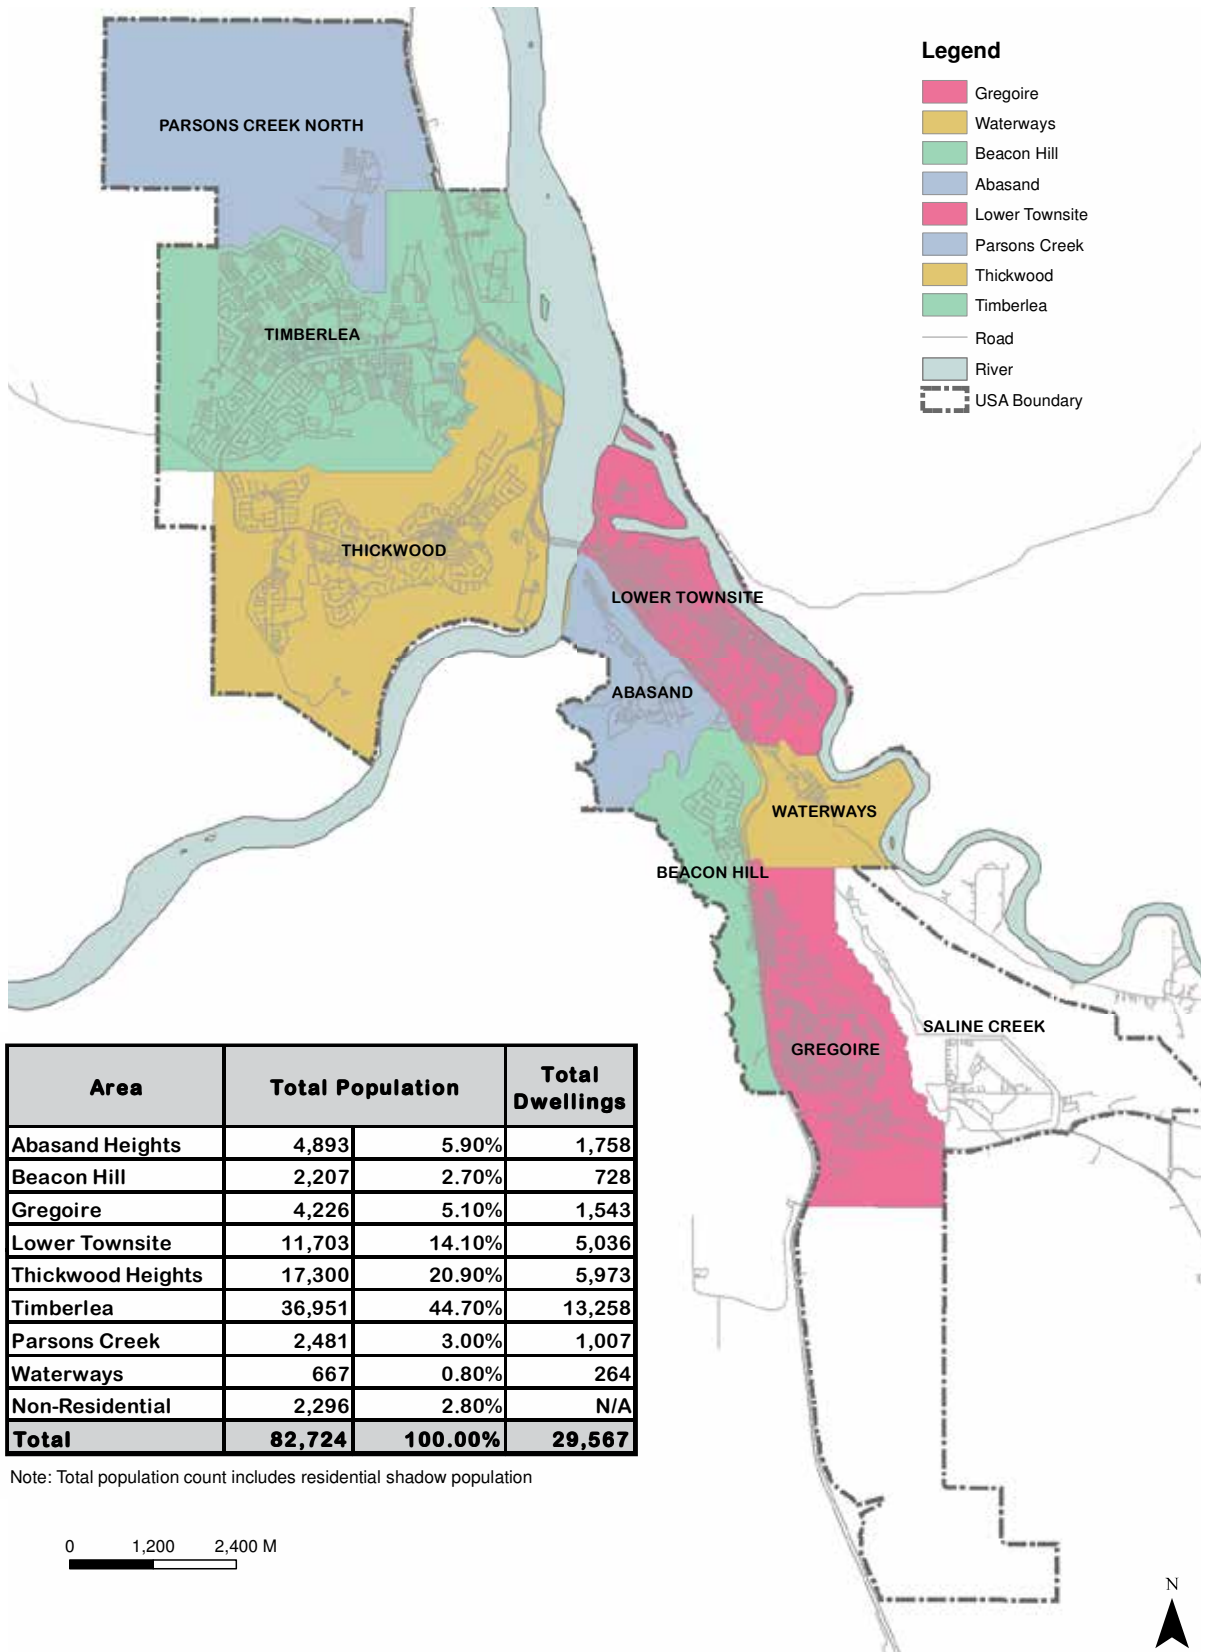 Legend
Gregoire
Waterways
Beacon Hill
Abasand
Lower Townsite
Parsons Creek
Thickwood
Timberlea
Road
River
USA Boundary
PARSONS CREEK NORTH
TIMBERLEA
THICKWOOD
LOWER TOWNSITE
ABASAND
WATERWAYS
BEACON HILL
SALINE CREEK
GREGOIRE
Area Total Population Total Dwellings
Abasand Heights 4,893 5.90% 1,758
Beacon Hill 2,207 2.70% 728
Gregoire 4,226 5.10% 1,543
Lower Townsite 11,703 14.10% 5,036
Thickwood Heights 17,300 20.90% 5,973
Timberlea 36,951 44.70% 13,258
Parsons Creek 2,481 3.00% 1,007
Waterways 667 0.80% 264
Non-Residential 2,296 2.80% N/A
Total 82,724 100.00% 29,567
Note: Total population count includes residential shadow population
0 1,200 2,400 M
N